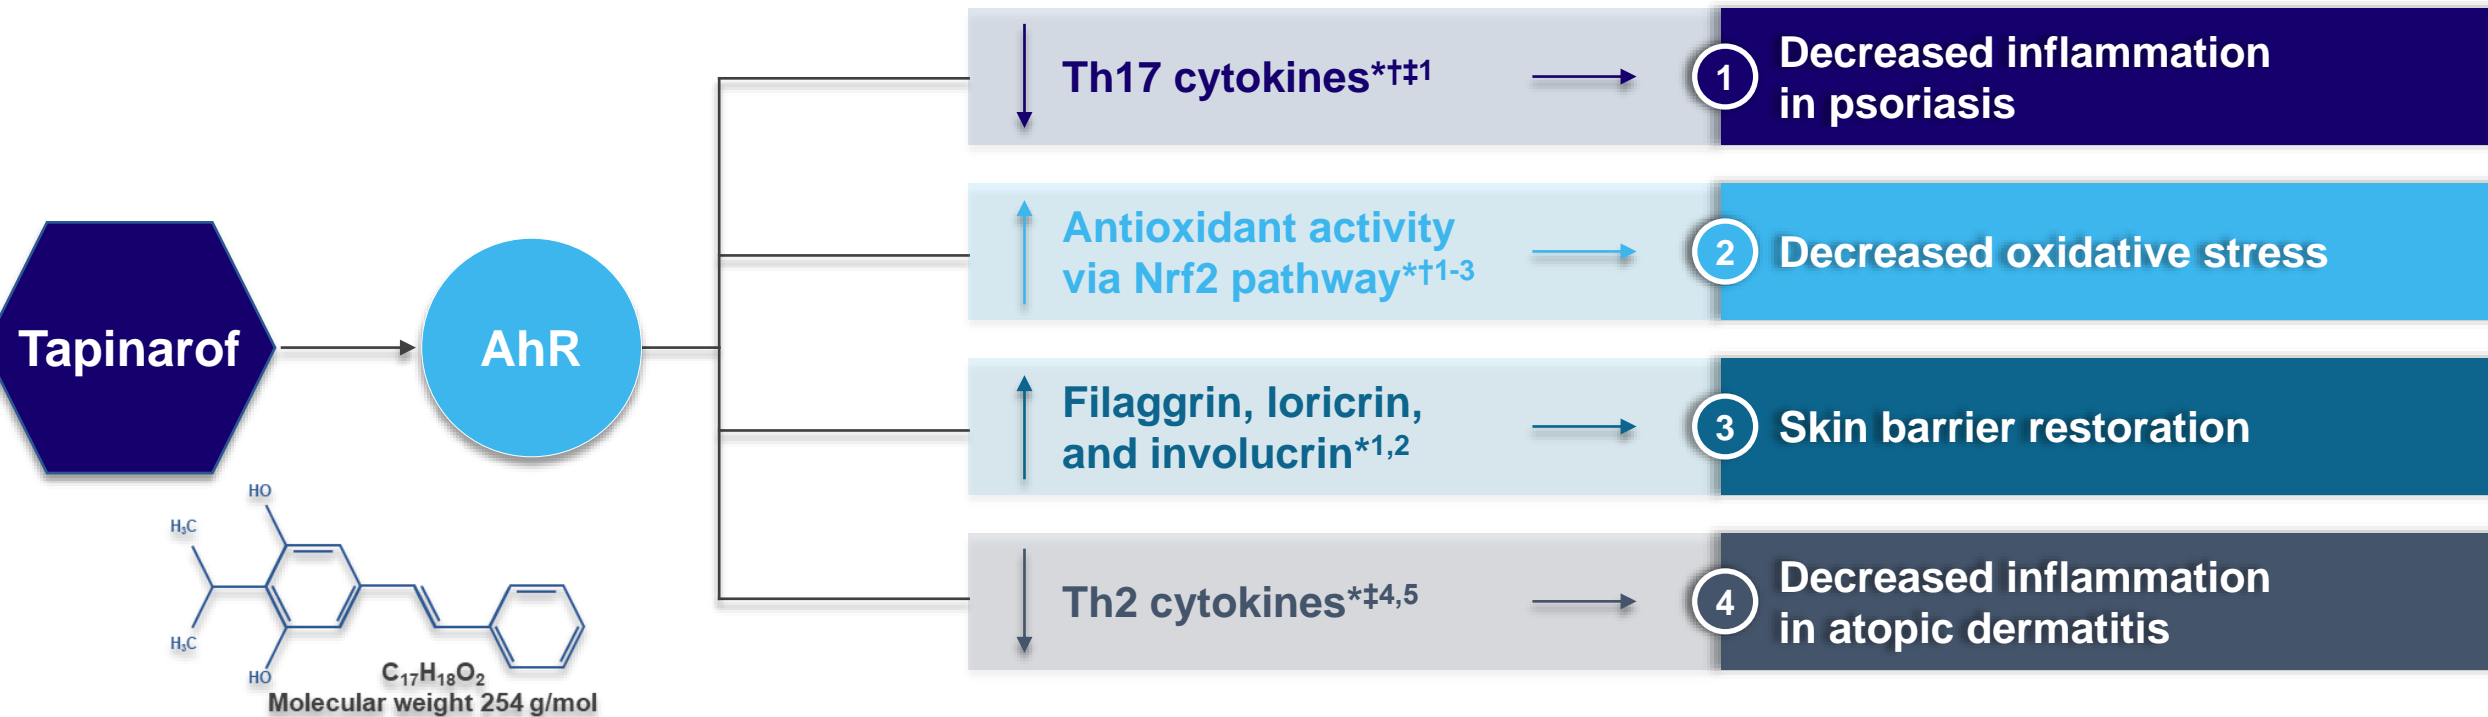 Tapinarof
AhR
Th17 cytokines*†‡1
1
Decreased inflammation
in psoriasis
Antioxidant activity
via Nrf2 pathway*†1-3
2
Decreased oxidative stress
Filaggrin, loricrin,
and involucrin*1,2
3
Skin barrier restoration
Th2 cytokines*‡4,5
4
Decreased inflammation
in atopic dermatitis
HO
H₃C
H₃C
HO
C₁₇H₁₈O₂
Molecular weight 254 g/mol